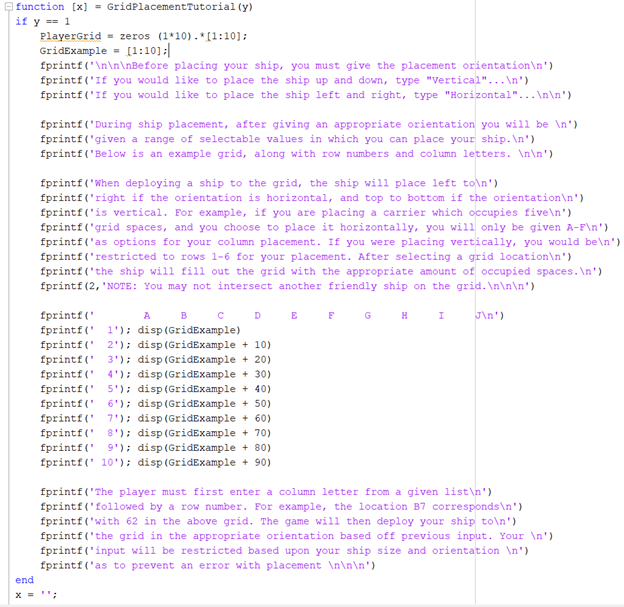 function [x] = GridPlacementTutorial(y)
if y == 1
PlayerGrid = zeros (1*10).*[1:10];
GridExample = [1:10];
fprintf('\n\n\nBefore placing your ship, you must give the placement orientation\n')
fprintf('If you would like to place the ship up and down, type "Vertical"...\n')
fprintf('If you would like to place the ship left and right, type "Horizontal"...\n\n')
fprintf('During ship placement, after giving an appropriate orientation you will be \n')
fprintf('given a range of selectable values in which you can place your ship.\n')
fprintf('Below is an example grid, along with row numbers and column letters. \n\n')
fprintf('When deploying a ship to the grid, the ship will place left to\n')
fprintf('right if the orientation is horizontal, and top to bottom if the orientation\n')
fprintf('is vertical. For example, if you are placing a carrier which occupies five\n')
fprintf('grid spaces, and you choose to place it horizontally, you will only be given A-F\n')
fprintf('as options for your column placement. If you were placing vertically, you would be\n')
fprintf('restricted to rows 1-6 for your placement. After selecting a grid location\n')
fprintf('the ship will fill out the grid with the appropriate amount of occupied spaces.\n')
fprintf(2,'NOTE: You may not intersect another friendly ship on the grid.\n\n\n')
fprintf('       A     B     C     D     E     F     G     H     I     J\n')
fprintf('  1'); disp(GridExample)
fprintf('  2'); disp(GridExample + 10)
fprintf('  3'); disp(GridExample + 20)
fprintf('  4'); disp(GridExample + 30)
fprintf('  5'); disp(GridExample + 40)
fprintf('  6'); disp(GridExample + 50)
fprintf('  7'); disp(GridExample + 60)
fprintf('  8'); disp(GridExample + 70)
fprintf('  9'); disp(GridExample + 80)
fprintf(' 10'); disp(GridExample + 90)
fprintf('The player must first enter a column letter from a given list\n')
fprintf('followed by a row number. For example, the location B7 corresponds\n')
fprintf('with 62 in the above grid. The game will then deploy your ship to\n')
fprintf('the grid in the appropriate orientation based off previous input. Your \n')
fprintf('input will be restricted based upon your ship size and orientation \n')
fprintf('as to prevent an error with placement \n\n\n')
end
x = '';